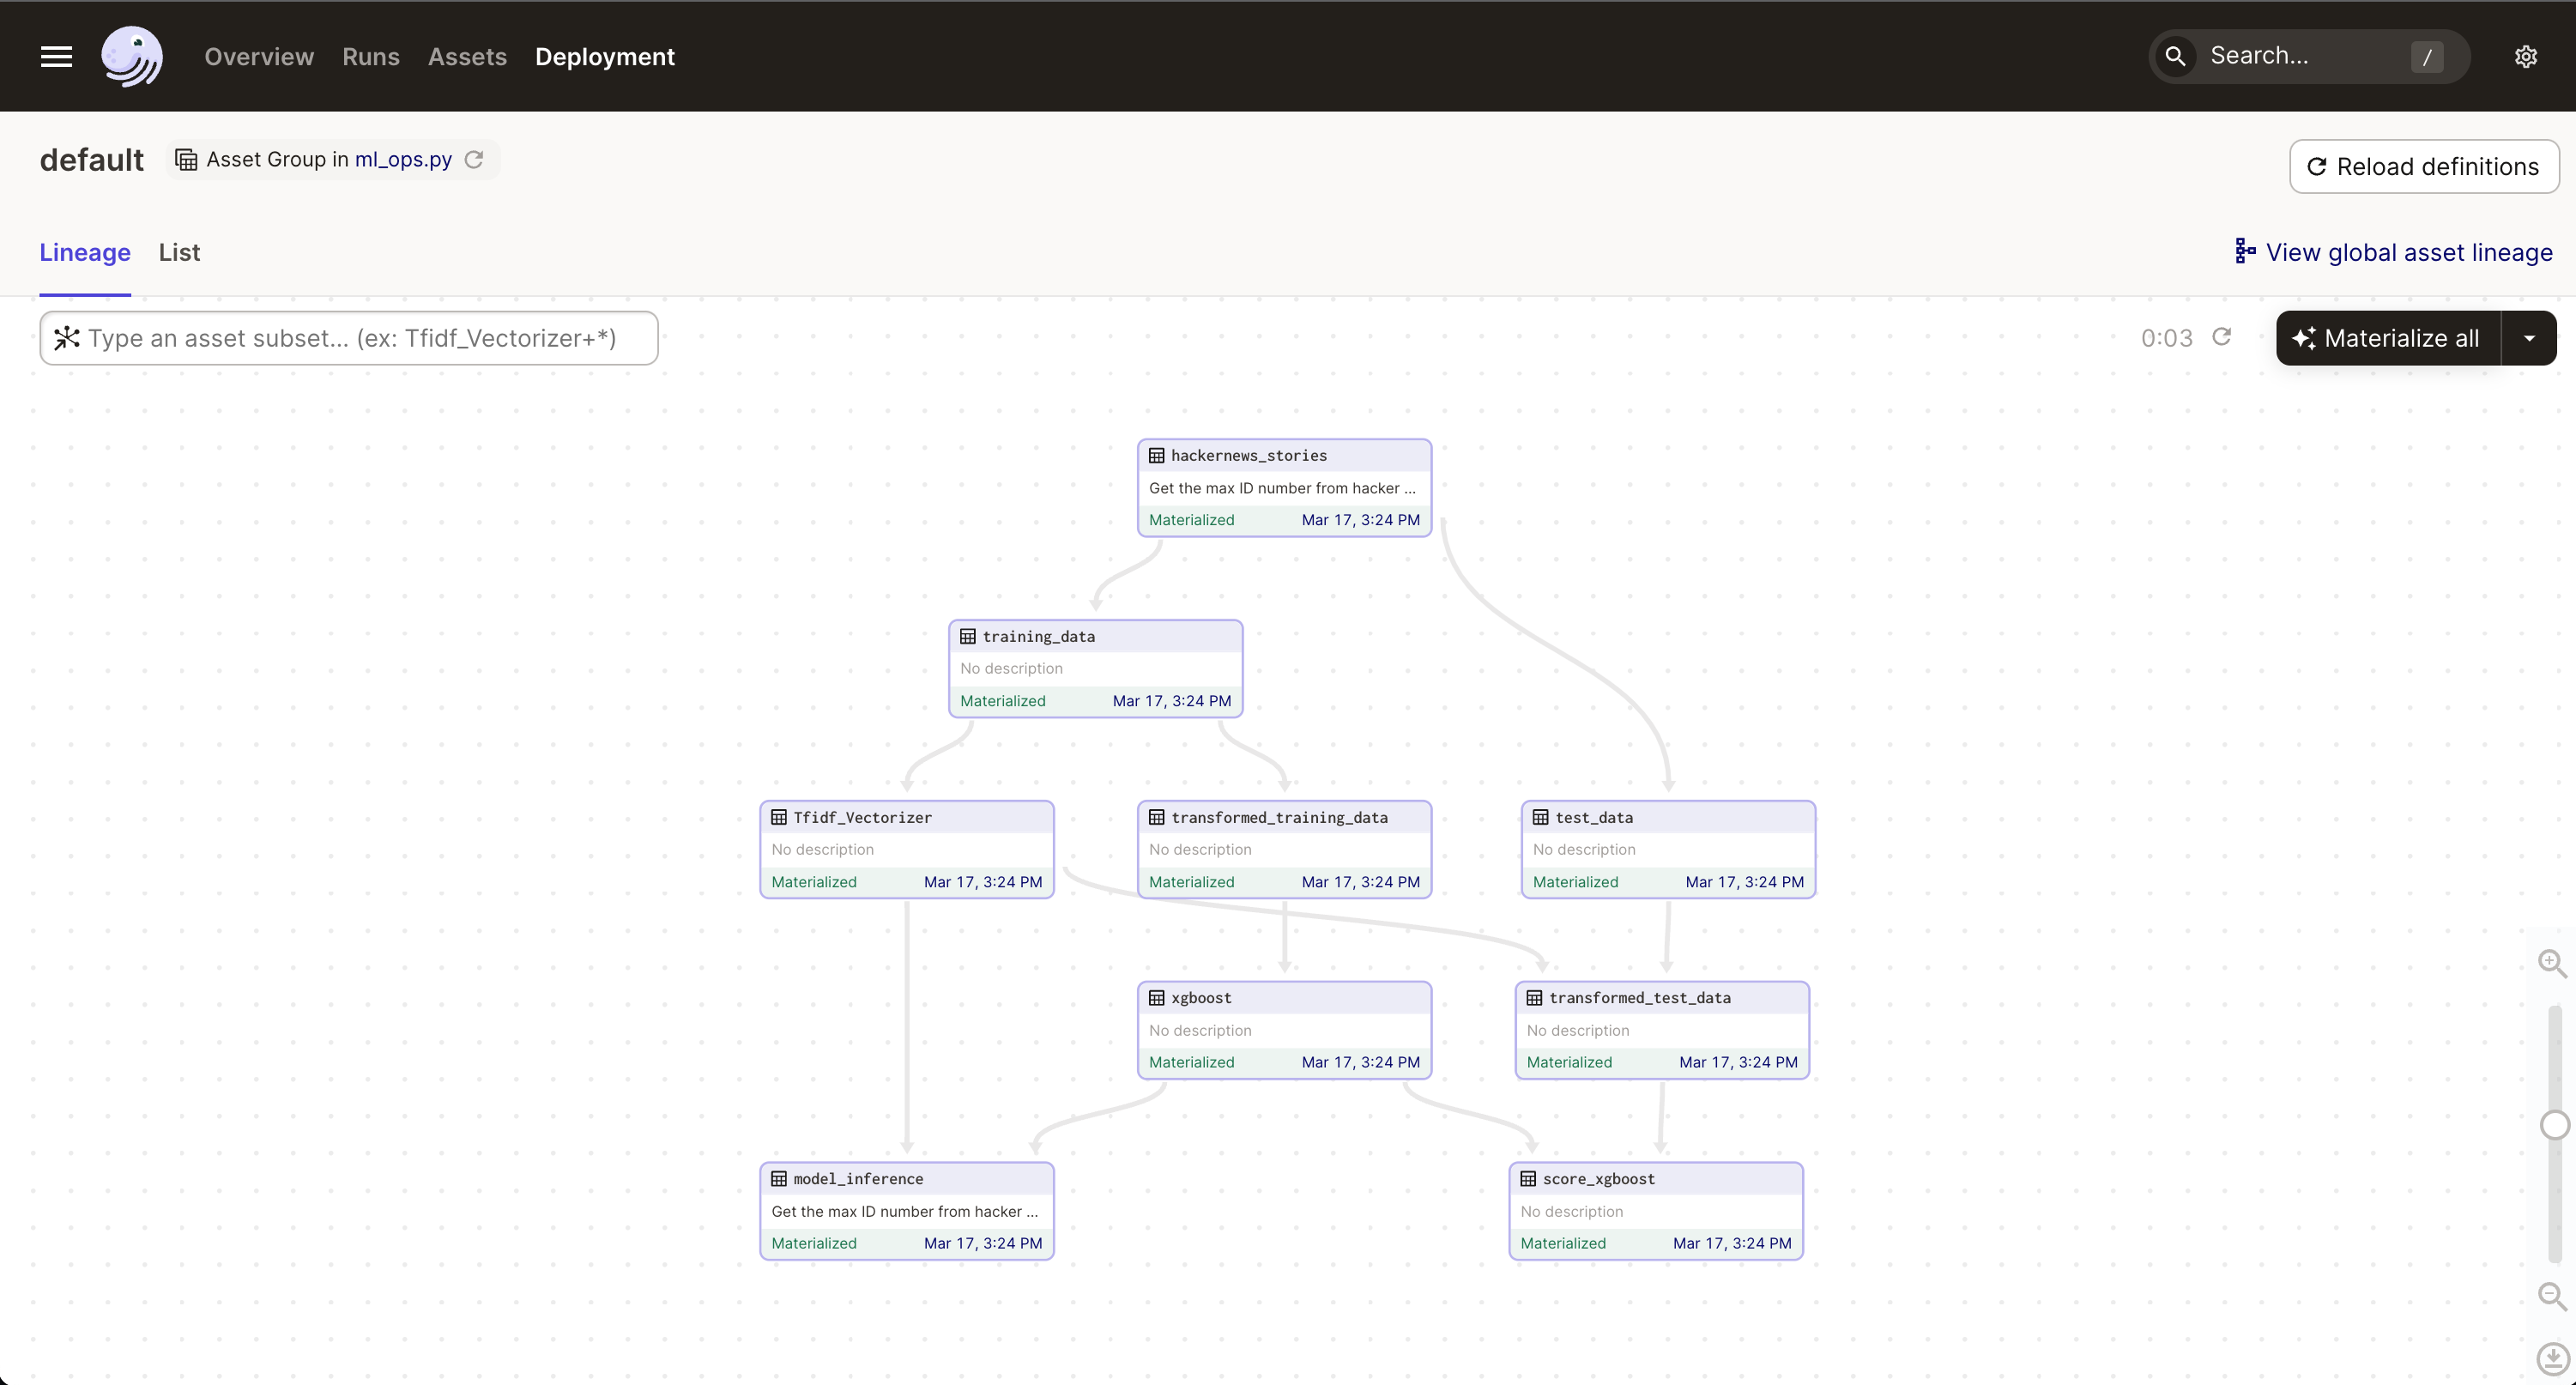 Overview Runs Assets Deployment Search... /
default Asset Group in ml_ops.py Reload definitions
Lineage List View global asset lineage
Type an asset subset... (ex: Tfidf_Vectorizer+*) 0:03 Materialize all
hackernews_stories
Get the max ID number from hacker ...
Materialized Mar 17, 3:24 PM
training_data
No description
Materialized Mar 17, 3:24 PM
Tfidf_Vectorizer
No description
Materialized Mar 17, 3:24 PM
transformed_training_data
No description
Materialized Mar 17, 3:24 PM
test_data
No description
Materialized Mar 17, 3:24 PM
xgboost
No description
Materialized Mar 17, 3:24 PM
transformed_test_data
No description
Materialized Mar 17, 3:24 PM
model_inference
Get the max ID number from hacker ...
Materialized Mar 17, 3:24 PM
score_xgboost
No description
Materialized Mar 17, 3:24 PM